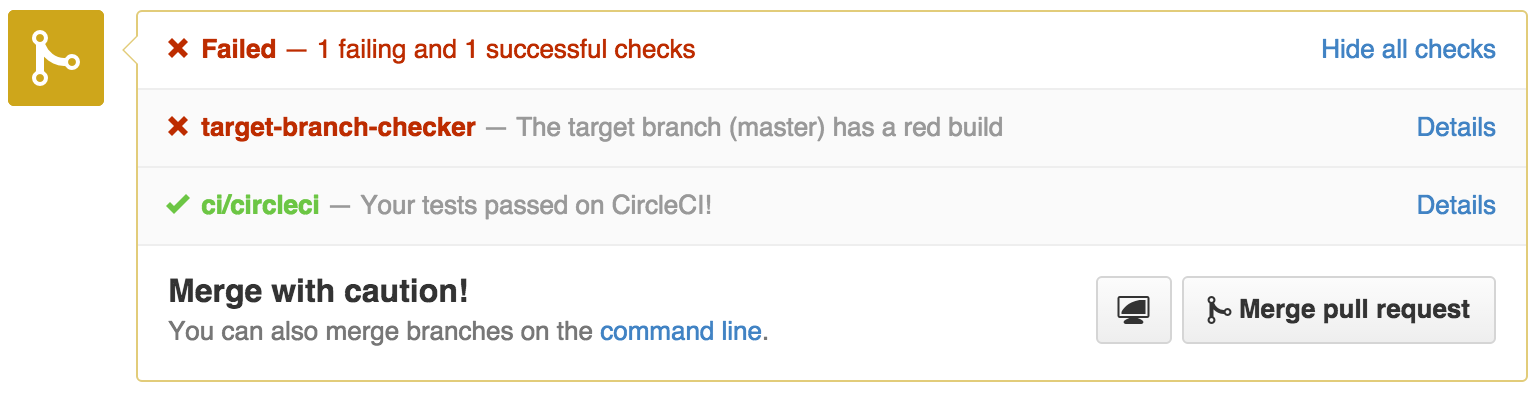 Failed — 1 failing and 1 successful checks Hide all checks
target-branch-checker — The target branch (master) has a red build Details
ci/circleci — Your tests passed on CircleCI! Details
Merge with caution!
You can also merge branches on the command line.
Merge pull request